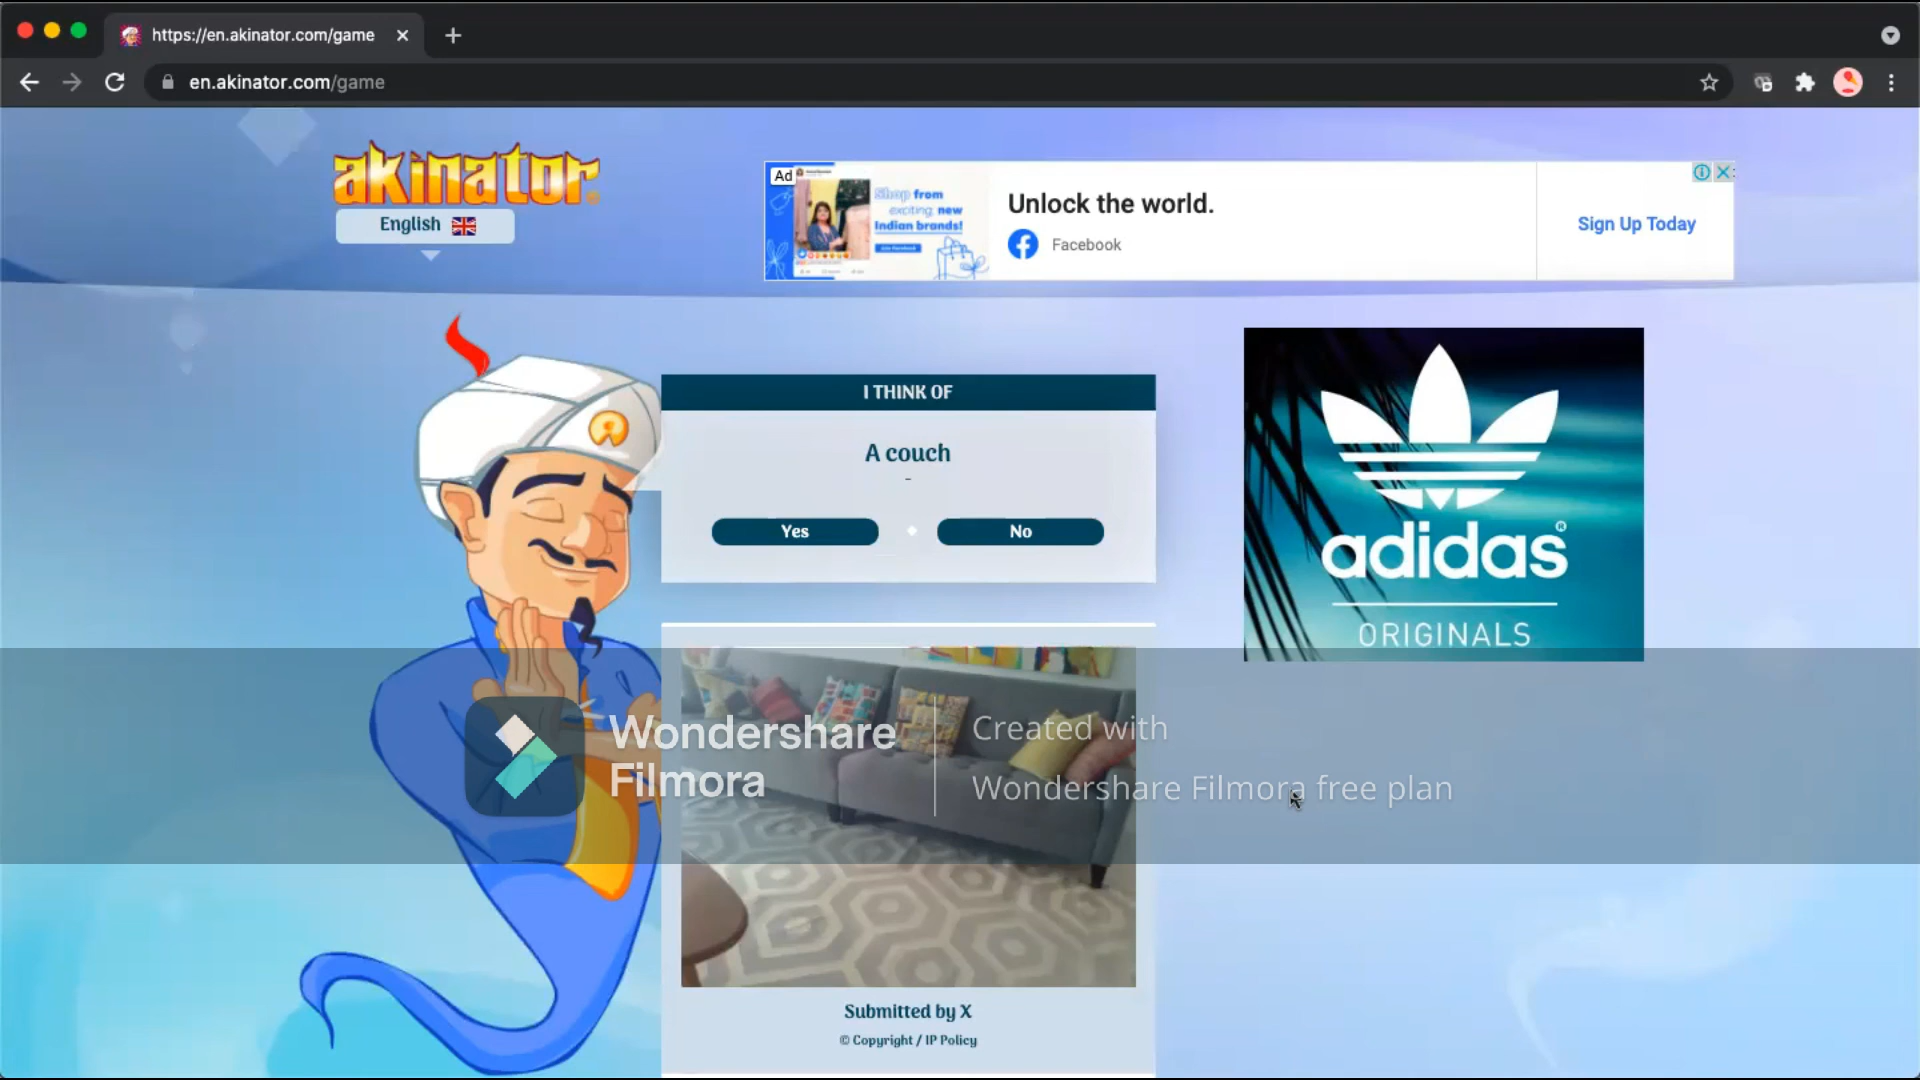 https://en.akinator.com/game
en.akinator.com/game
akinator
English
Ad
Shop from
exciting, new
Indian brands!
Unlock the world.
Facebook
Sign Up Today
I THINK OF
A couch
-
Yes
No
adidas®
ORIGINALS
Wondershare
Filmora
Created with
Wondershare Filmora free plan
Submitted by X
© Copyright / IP Policy